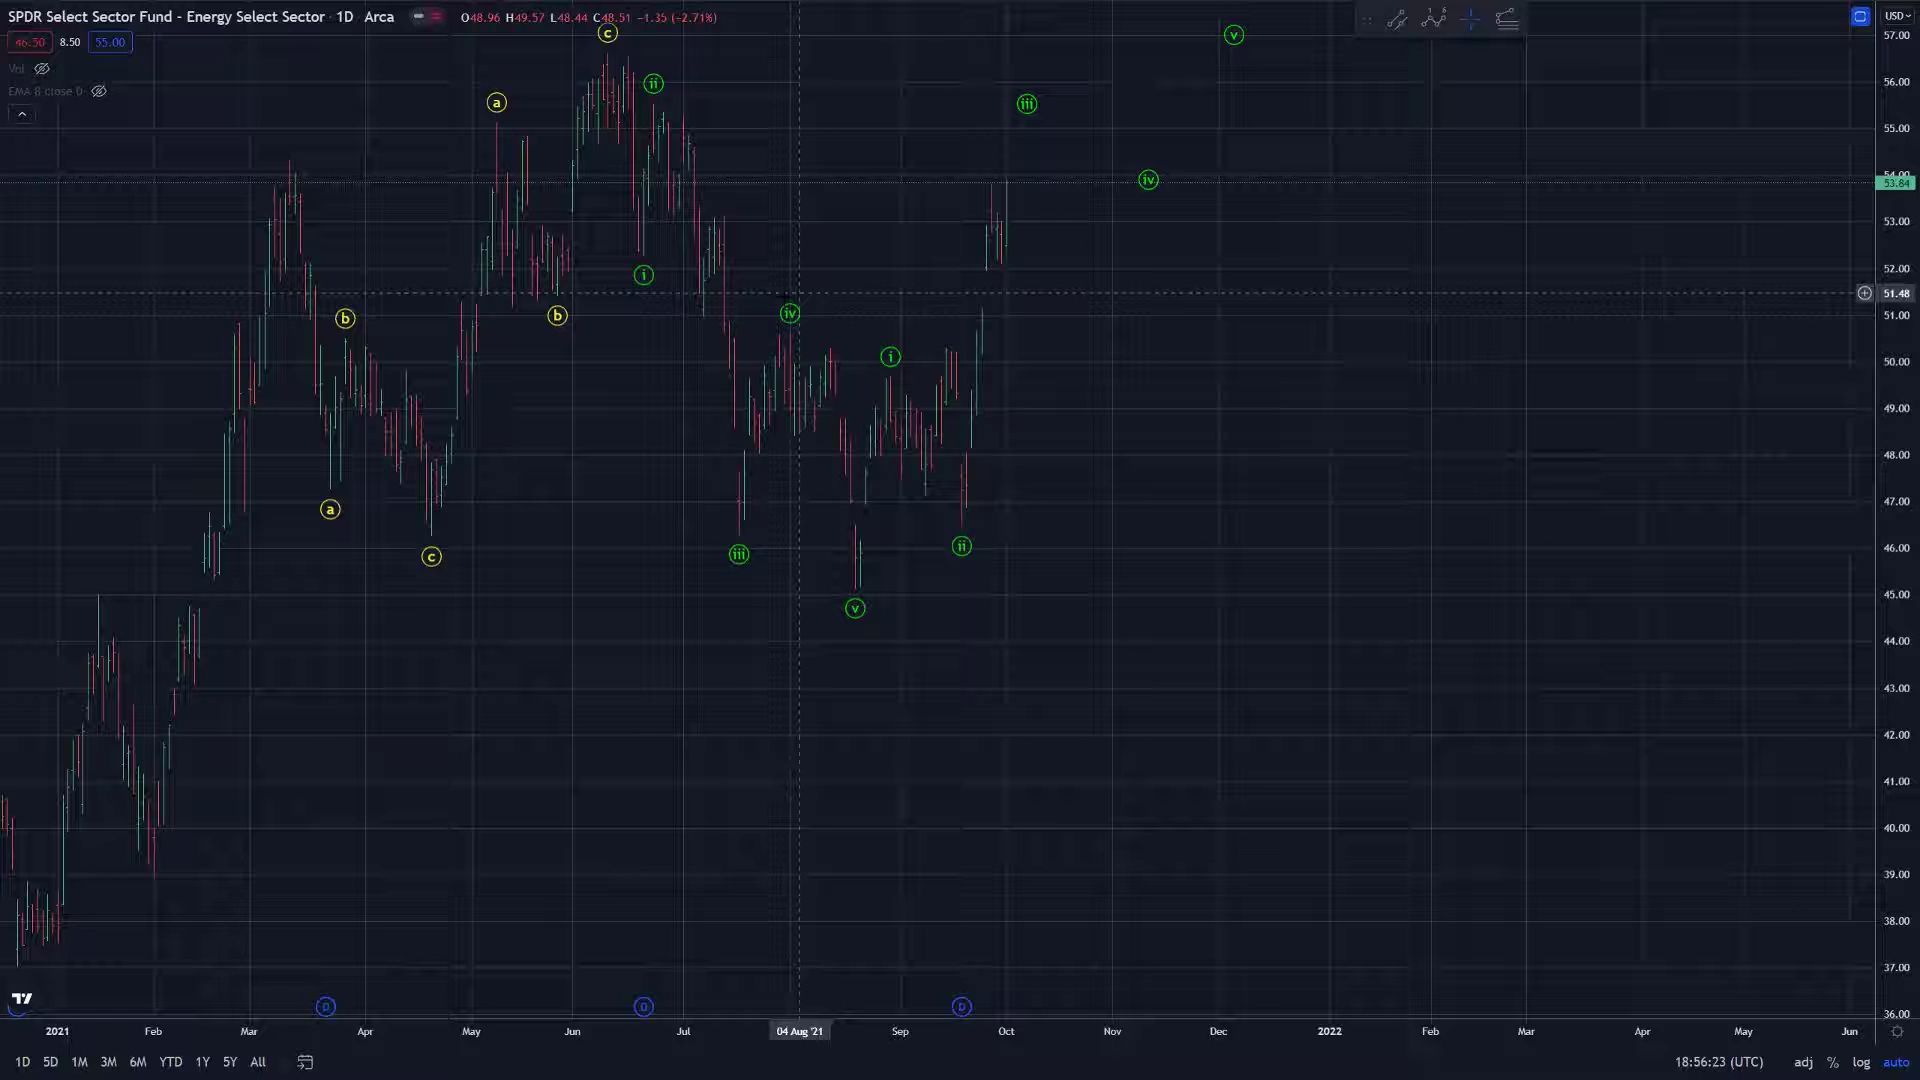 SPDR Select Sector Fund - Energy Select Sector · 1D · Arca
O48.96 H49.57 L48.44 C48.51 −1.35 (−2.71%)
USD
46.50 8.50 55.00
Vol
EMA 8 close 0
57.00
56.00
55.00
54.00
53.84
53.00
52.00
51.48
51.00
50.00
49.00
48.00
47.00
46.00
45.00
44.00
43.00
42.00
41.00
40.00
39.00
38.00
37.00
36.00
c
v
ii
a
iii
iv
i
iv
b
b
i
a
ii
iii
c
v
D
D
D
2021 Feb Mar Apr May Jun Jul 04 Aug '21 Sep Oct Nov Dec 2022 Feb Mar Apr May Jun
1D 5D 1M 3M 6M YTD 1Y 5Y All
18:56:23 (UTC) adj % log auto